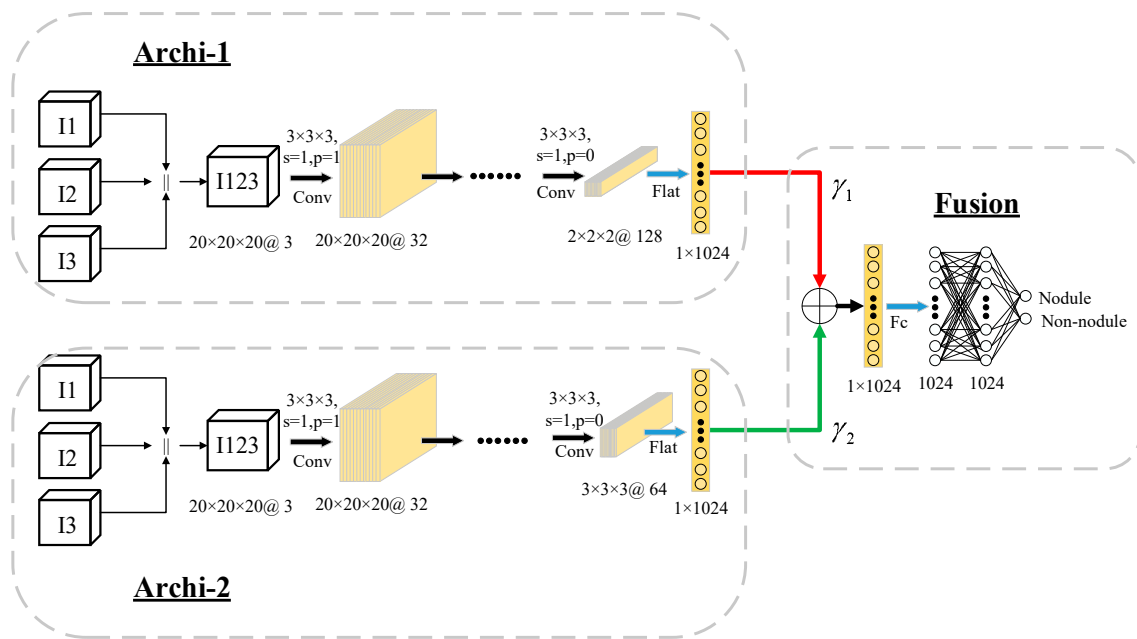 Archi-1
I1
I2
I3
||
I123
20×20×20@ 3
3×3×3,
s=1,p=1
Conv
20×20×20@ 32
3×3×3,
s=1,p=0
Conv
2×2×2@ 128
Flat
1×1024
γ1
Fusion
1×1024
Fc
1024
1024
Nodule
Non-nodule
γ2
I1
I2
I3
||
I123
20×20×20@ 3
3×3×3,
s=1,p=1
Conv
20×20×20@ 32
3×3×3,
s=1,p=0
Conv
3×3×3@ 64
Flat
1×1024
Archi-2